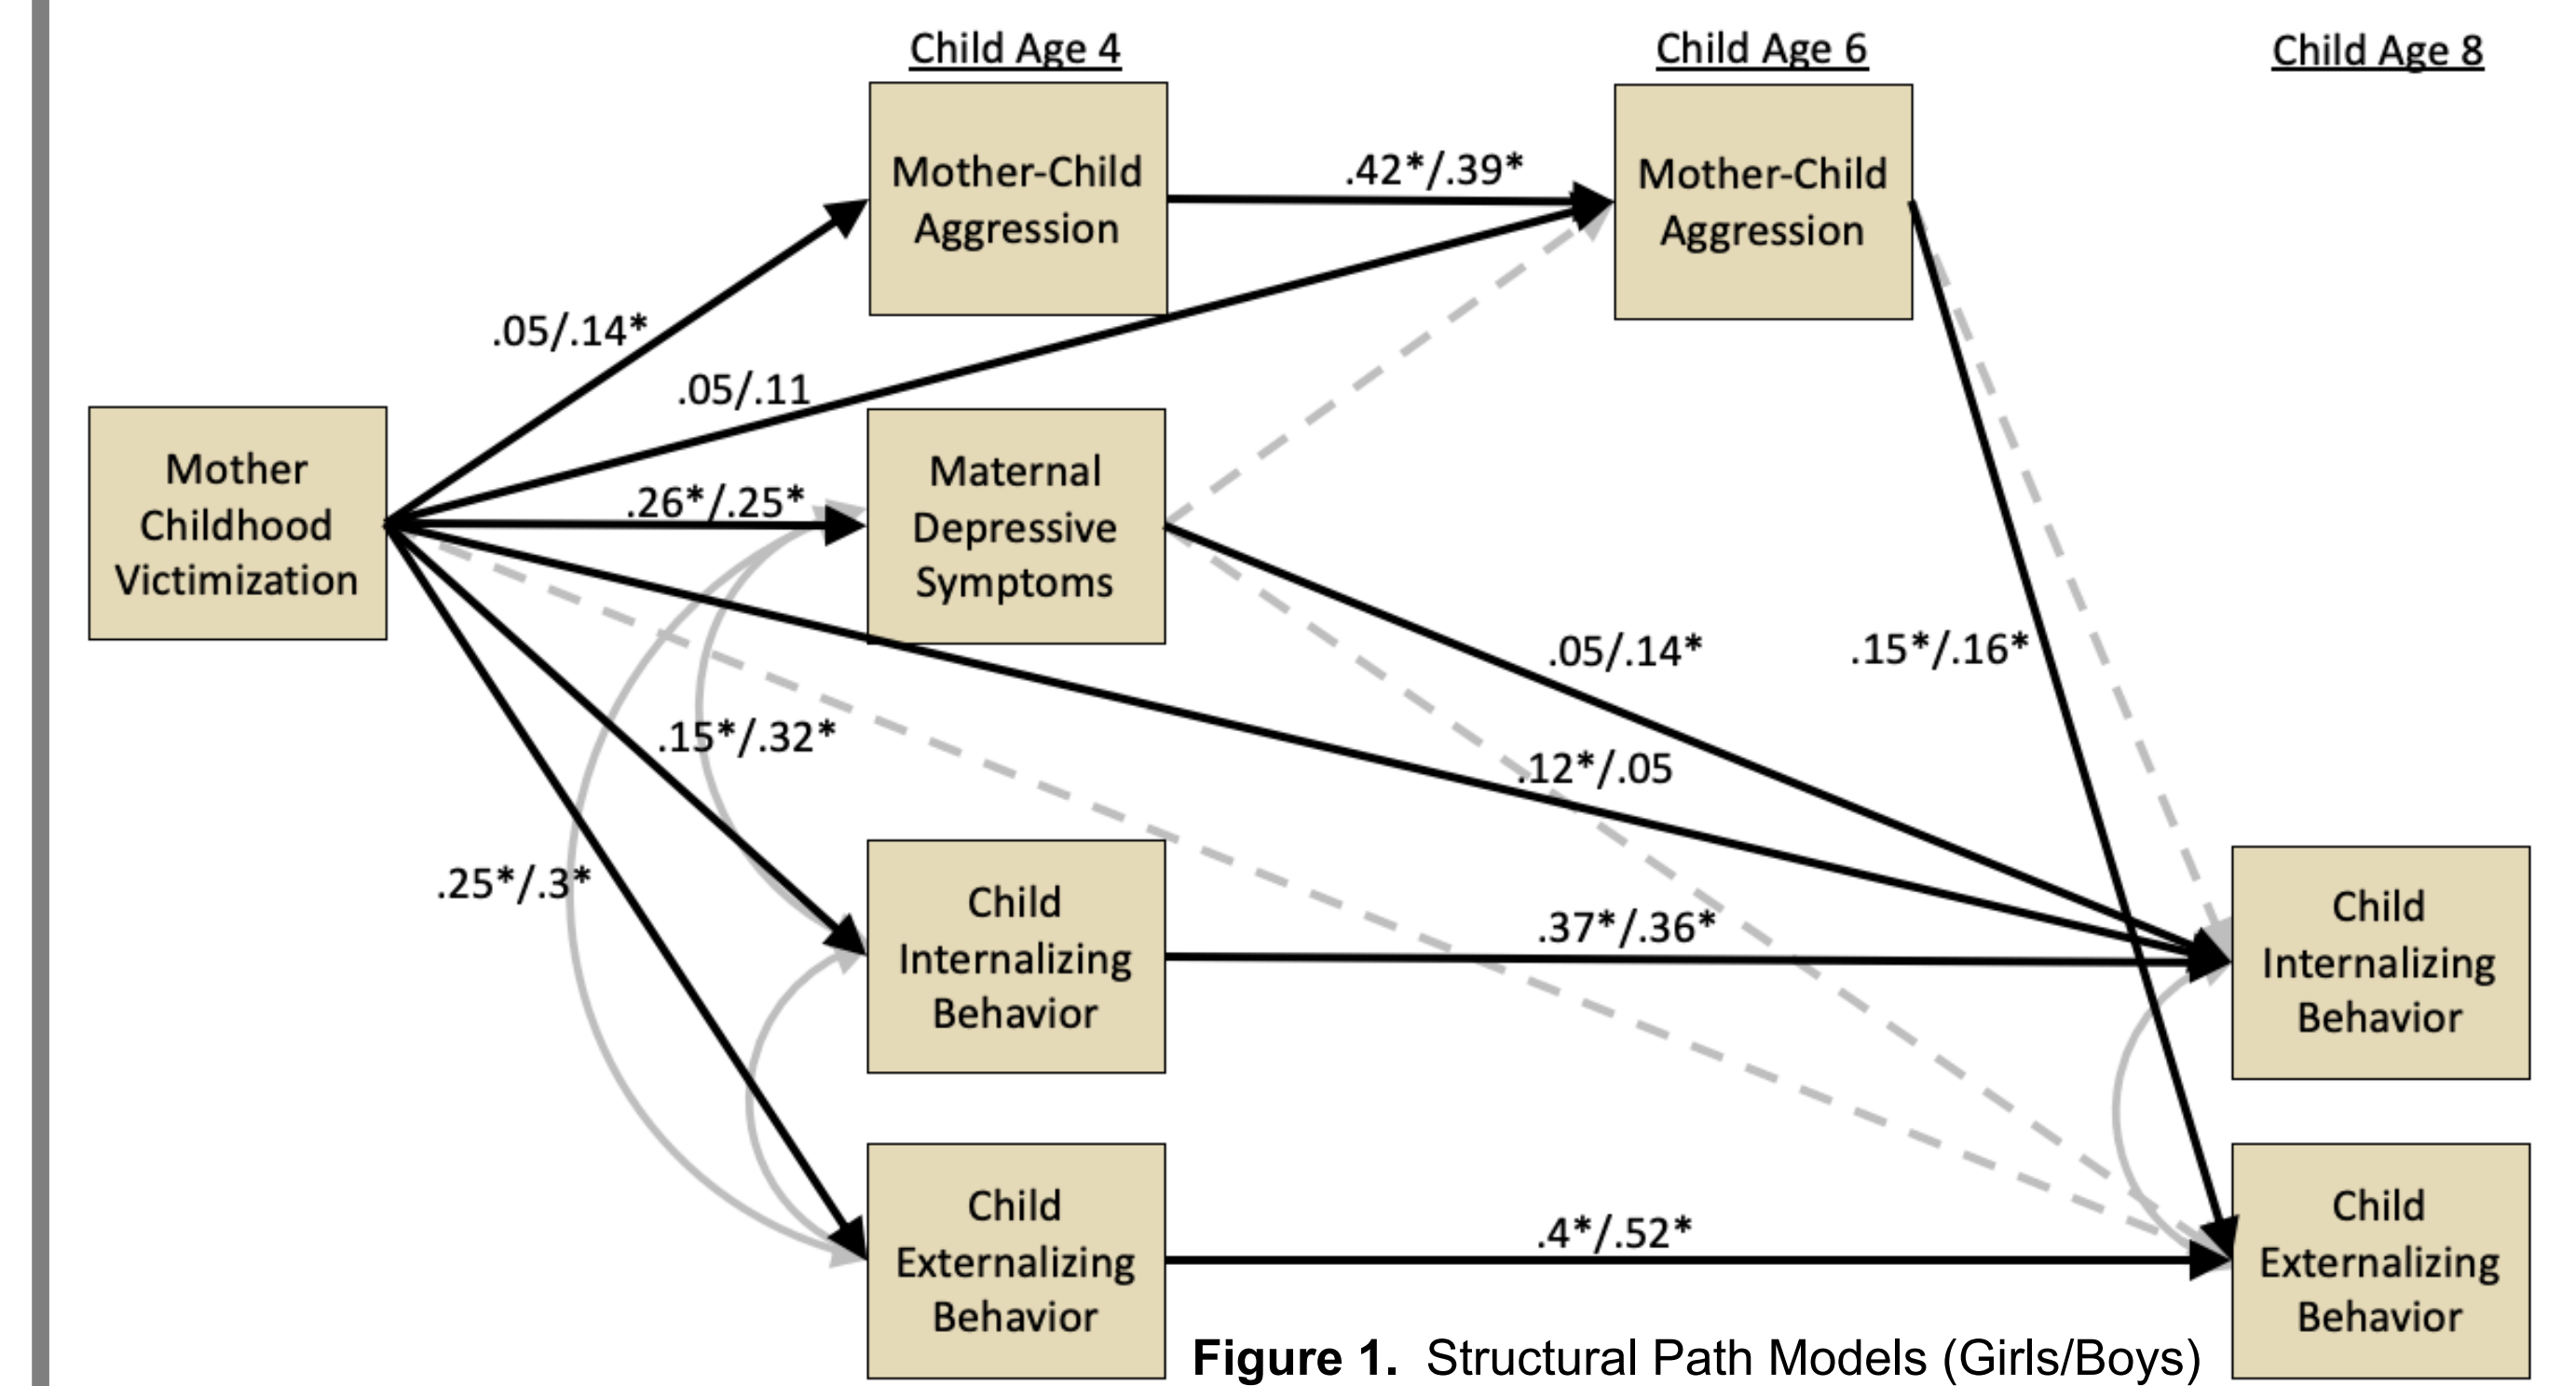 Child Age 4
Child Age 6
Child Age 8
Mother-Child
Aggression
.42*/.39*
Mother-Child
Aggression
.05/.14*
.05/.11
Mother
Childhood
Victimization
.26*/.25*
Maternal
Depressive
Symptoms
.05/.14*
.15*/.16*
.15*/.32*
.12*/.05
.25*/.3*
Child
Internalizing
Behavior
.37*/.36*
Child
Internalizing
Behavior
Child
Externalizing
Behavior
.4*/.52*
Child
Externalizing
Behavior
Figure 1. Structural Path Models (Girls/Boys)